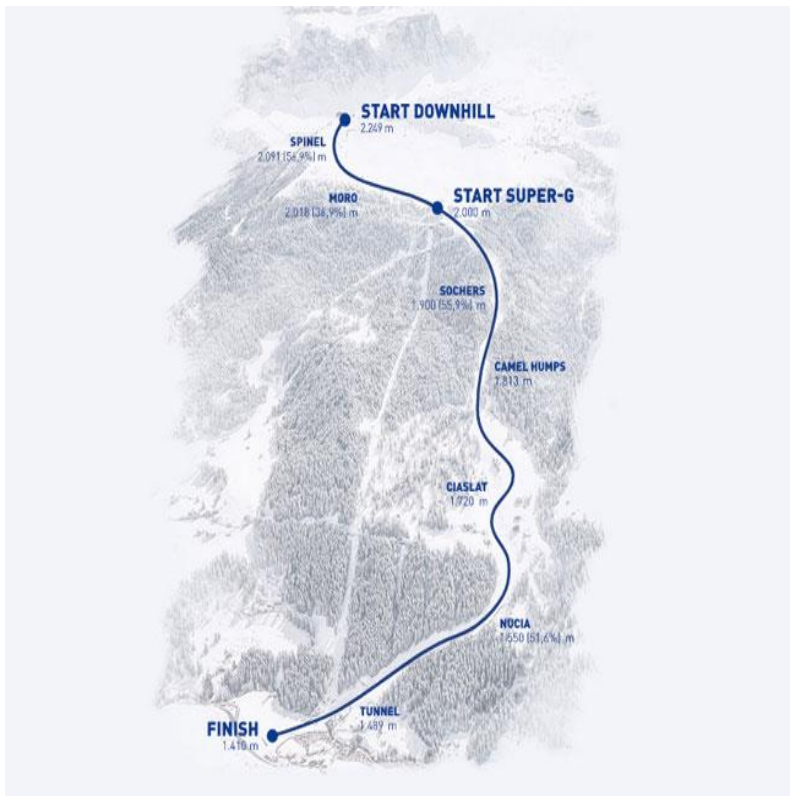 START DOWNHILL
2.249 m
SPINEL
2.091 (56,9%) m
MORO
2.018 (36,9%) m
START SUPER-G
2.000 m
SOCHERS
1.900 (55,9%) m
CAMEL HUMPS
1.813 m
CIASLAT
1.720 m
NUCIA
1.550 (51,6%) m
TUNNEL
1.489 m
FINISH
1.410 m